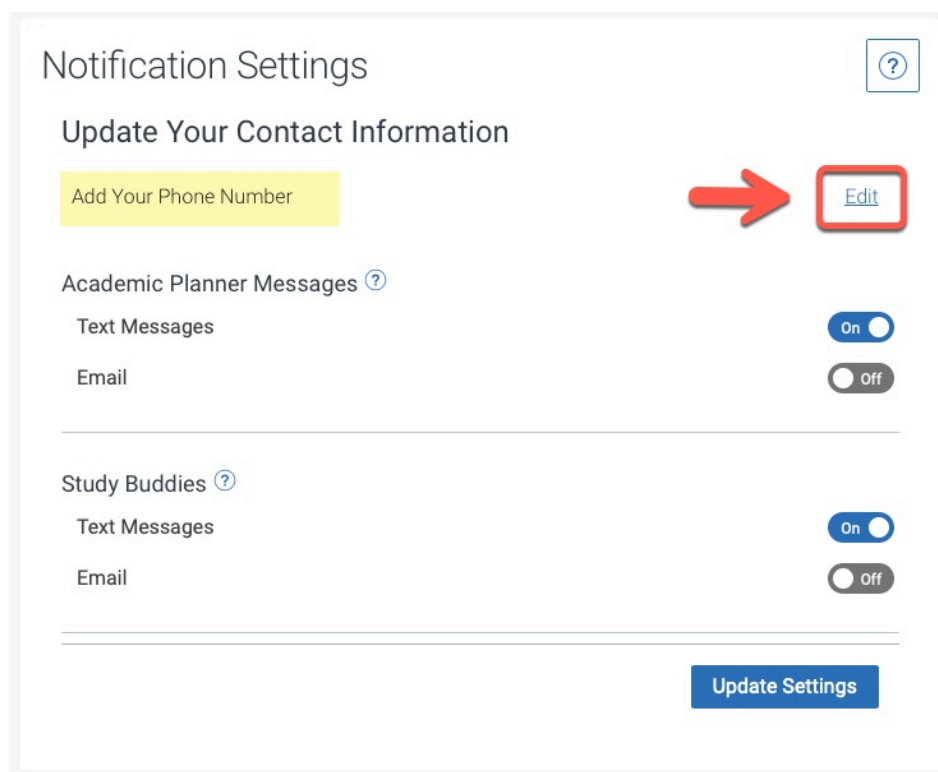 Notification Settings
?
Update Your Contact Information
Add Your Phone Number
Edit
Academic Planner Messages ?
Text Messages
On
Email
Off
Study Buddies ?
Text Messages
On
Email
Off
Update Settings